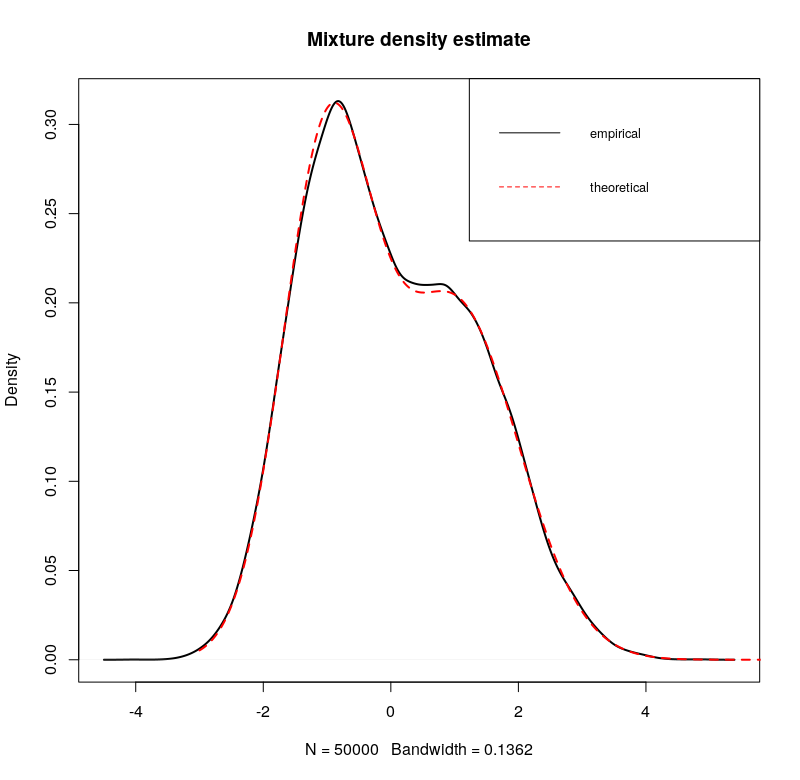 Mixture density estimate
empirical
theoretical
Density
0.30
0.25
0.20
0.15
0.10
0.05
0.00
-4 -2 0 2 4
N = 50000 Bandwidth = 0.1362